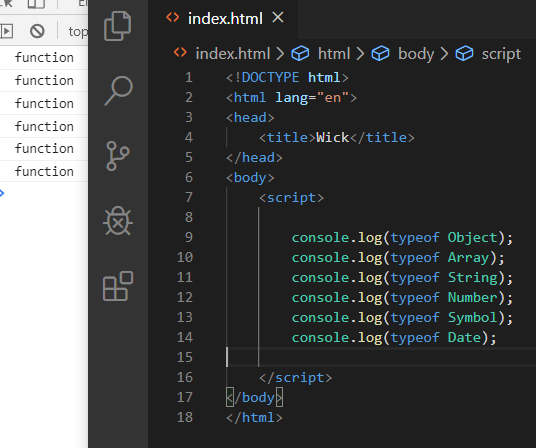 top
function
function
function
function
function
function
index.html
index.html html body script
1 <!DOCTYPE html>
2 <html lang="en">
3 <head>
4 <title>Wick</title>
5 </head>
6 <body>
7 <script>
8
9 console.log(typeof Object);
10 console.log(typeof Array);
11 console.log(typeof String);
12 console.log(typeof Number);
13 console.log(typeof Symbol);
14 console.log(typeof Date);
15
16 </script>
17 </body>
18 </html>